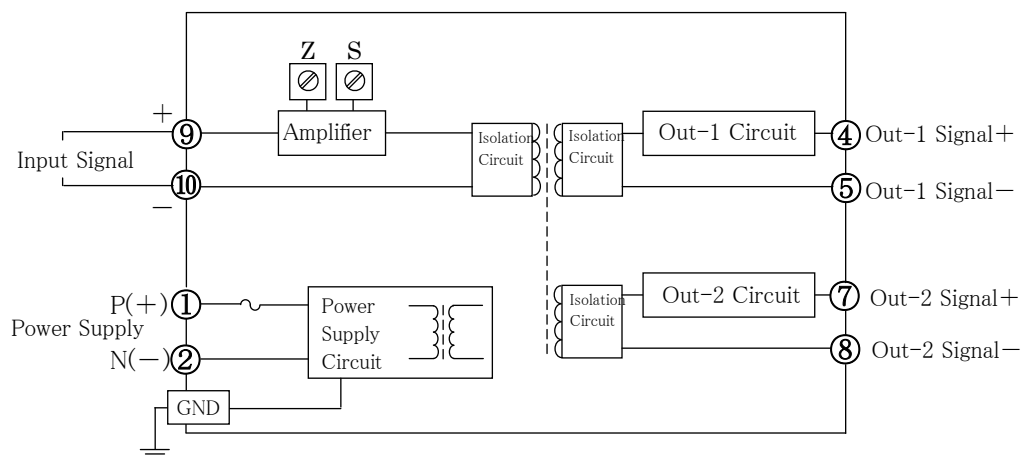 Z S
+
⑨ Amplifier
Isolation
Circuit
Isolation
Circuit
Out-1 Circuit
④ Out-1 Signal+
Input Signal
⑩
−
⑤ Out-1 Signal−
P(+) ①
Power Supply
N(−) ②
Power
Supply
Circuit
GND
Isolation
Circuit
Out-2 Circuit
⑦ Out-2 Signal+
⑧ Out-2 Signal−